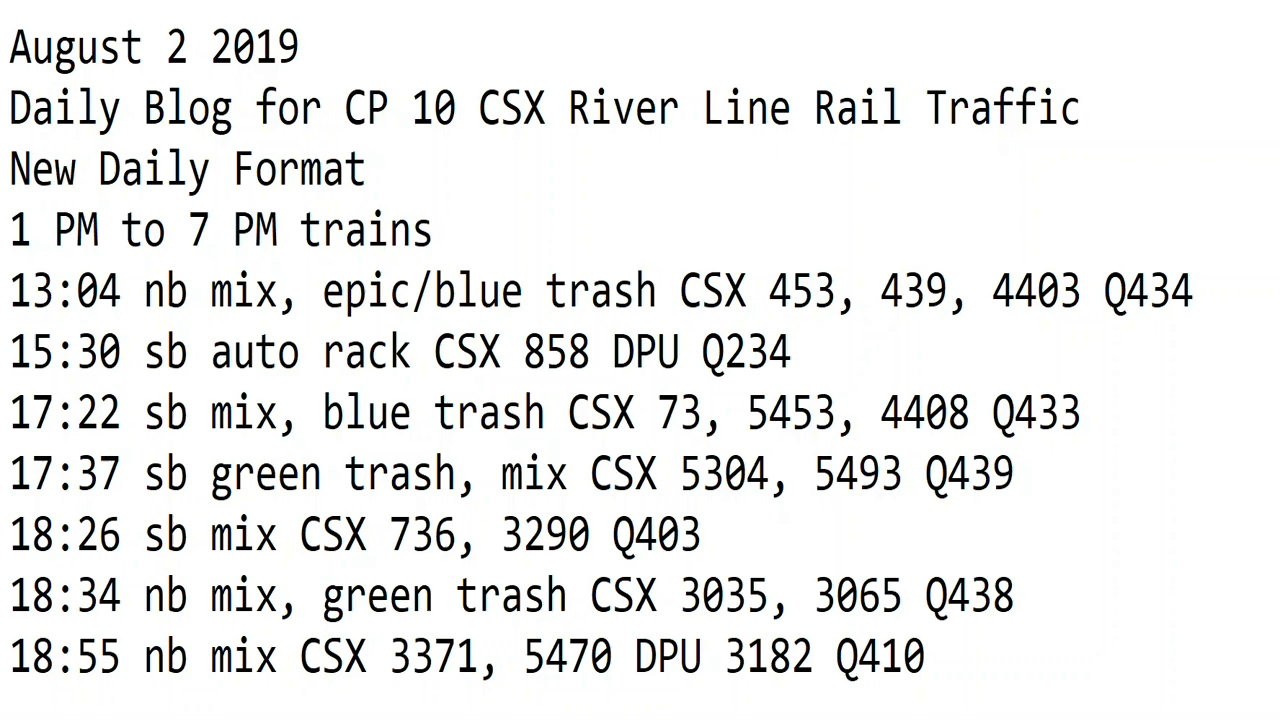 August 2 2019
Daily Blog for CP 10 CSX River Line Rail Traffic
New Daily Format
1 PM to 7 PM trains
13:04 nb mix, epic/blue trash CSX 453, 439, 4403 Q434
15:30 sb auto rack CSX 858 DPU Q234
17:22 sb mix, blue trash CSX 73, 5453, 4408 Q433
17:37 sb green trash, mix CSX 5304, 5493 Q439
18:26 sb mix CSX 736, 3290 Q403
18:34 nb mix, green trash CSX 3035, 3065 Q438
18:55 nb mix CSX 3371, 5470 DPU 3182 Q410